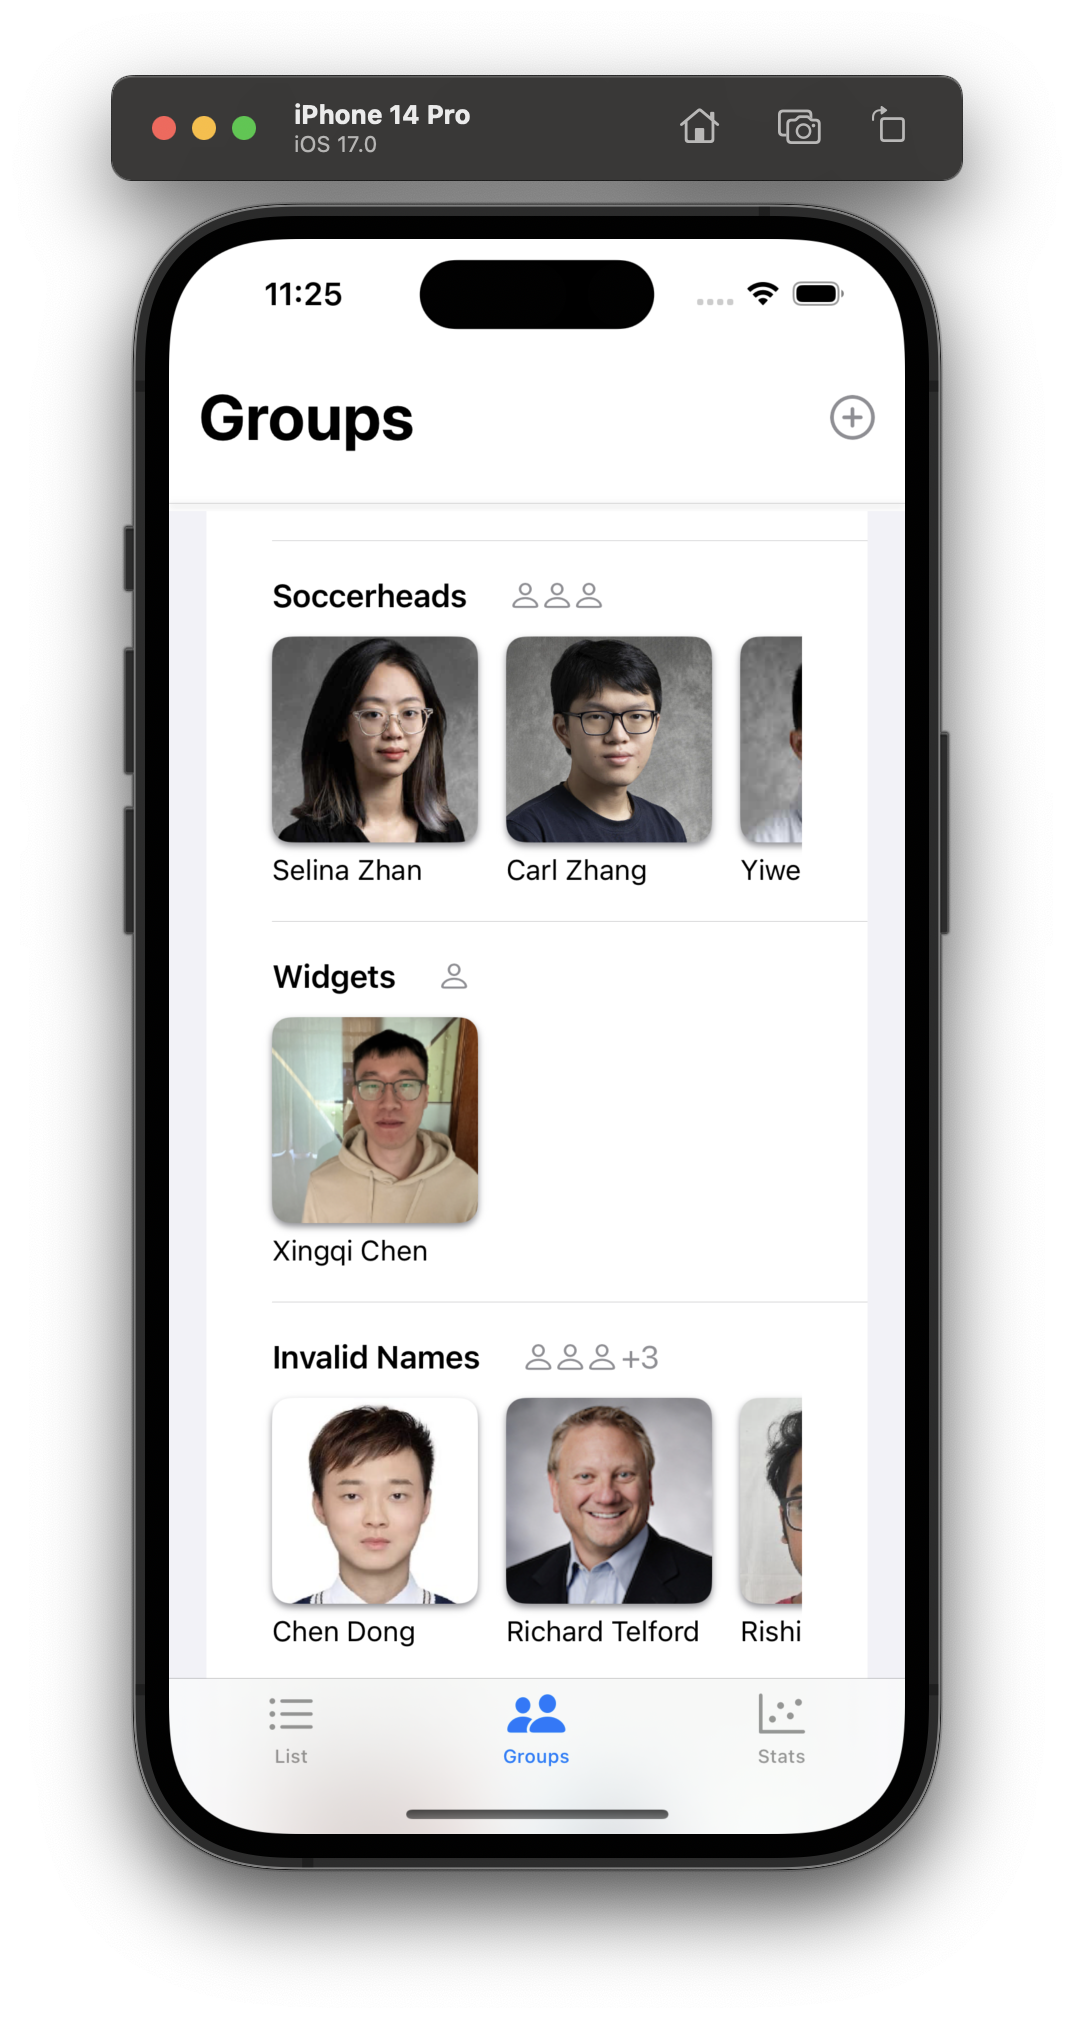 iPhone 14 Pro
iOS 17.0
11:25
Groups
Soccerheads
Selina Zhan
Carl Zhang
Yiwe
Widgets
Xingqi Chen
Invalid Names +3
Chen Dong
Richard Telford
Rishi
List
Groups
Stats